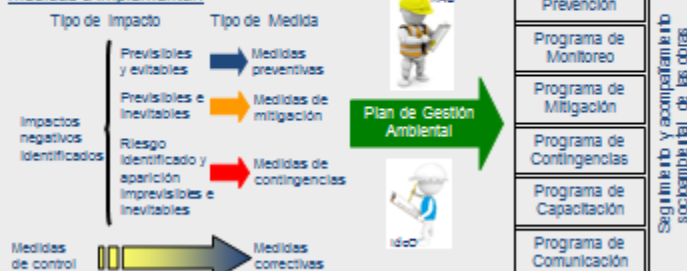 Tipo de Impacto
Tipo de Medida
Impactos
negativos
Identificados
Previsibles
y evitables
Medidas
preventivas
Previsibles e
Inevitables
Medidas de
mitigación
Riesgo
Identificado y
aparición
Imprevisibles e
Inevitables
Medidas de
contingencias
Medidas
de control
Medidas
correctivas
Plan de Gestión
Ambiental
Prevención
Programa de
Monitoreo
Programa de
Mitigación
Programa de
Contingencias
Programa de
Capacitación
Programa de
Comunicación
Seguimiento y acompañamiento
socioambiental de las obras